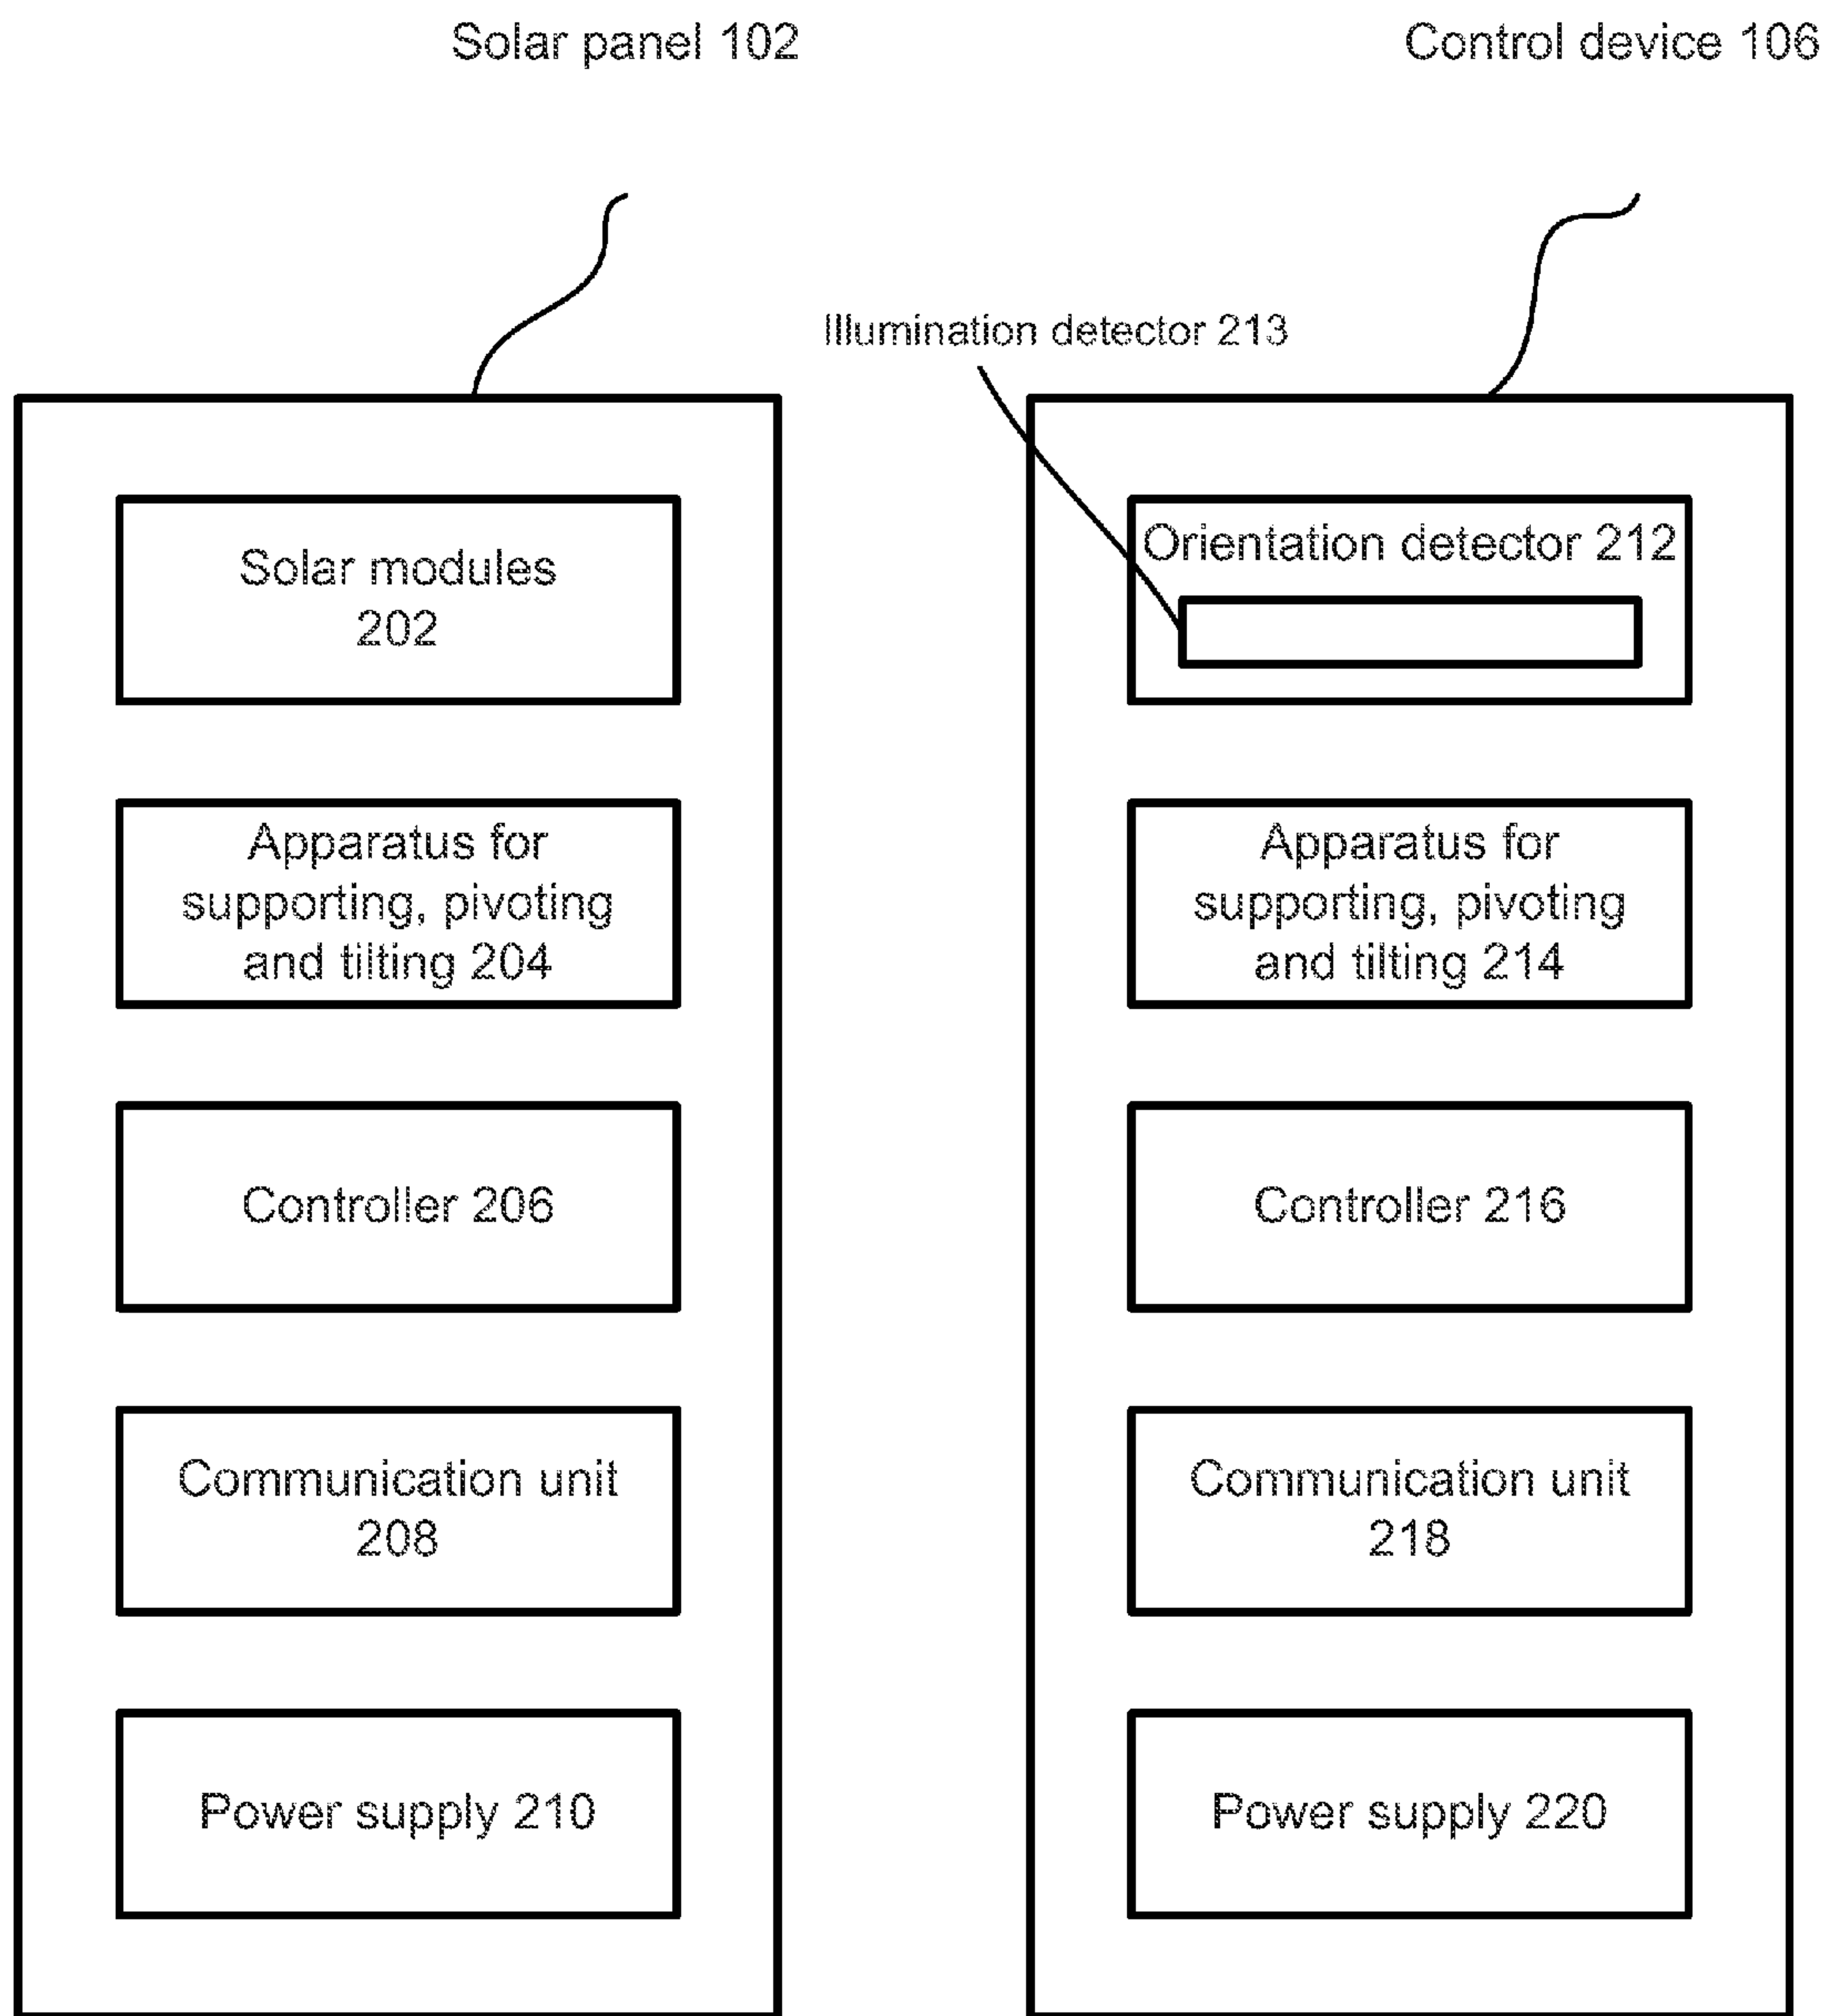 Solar panel 102
Control device 106
Illumination detector 213
Solar modules
202
Apparatus for
supporting, pivoting
and tilting 204
Controller 206
Communication unit
208
Power supply 210
Orientation detector 212
Apparatus for
supporting, pivoting
and tilting 214
Controller 216
Communication unit
218
Power supply 220